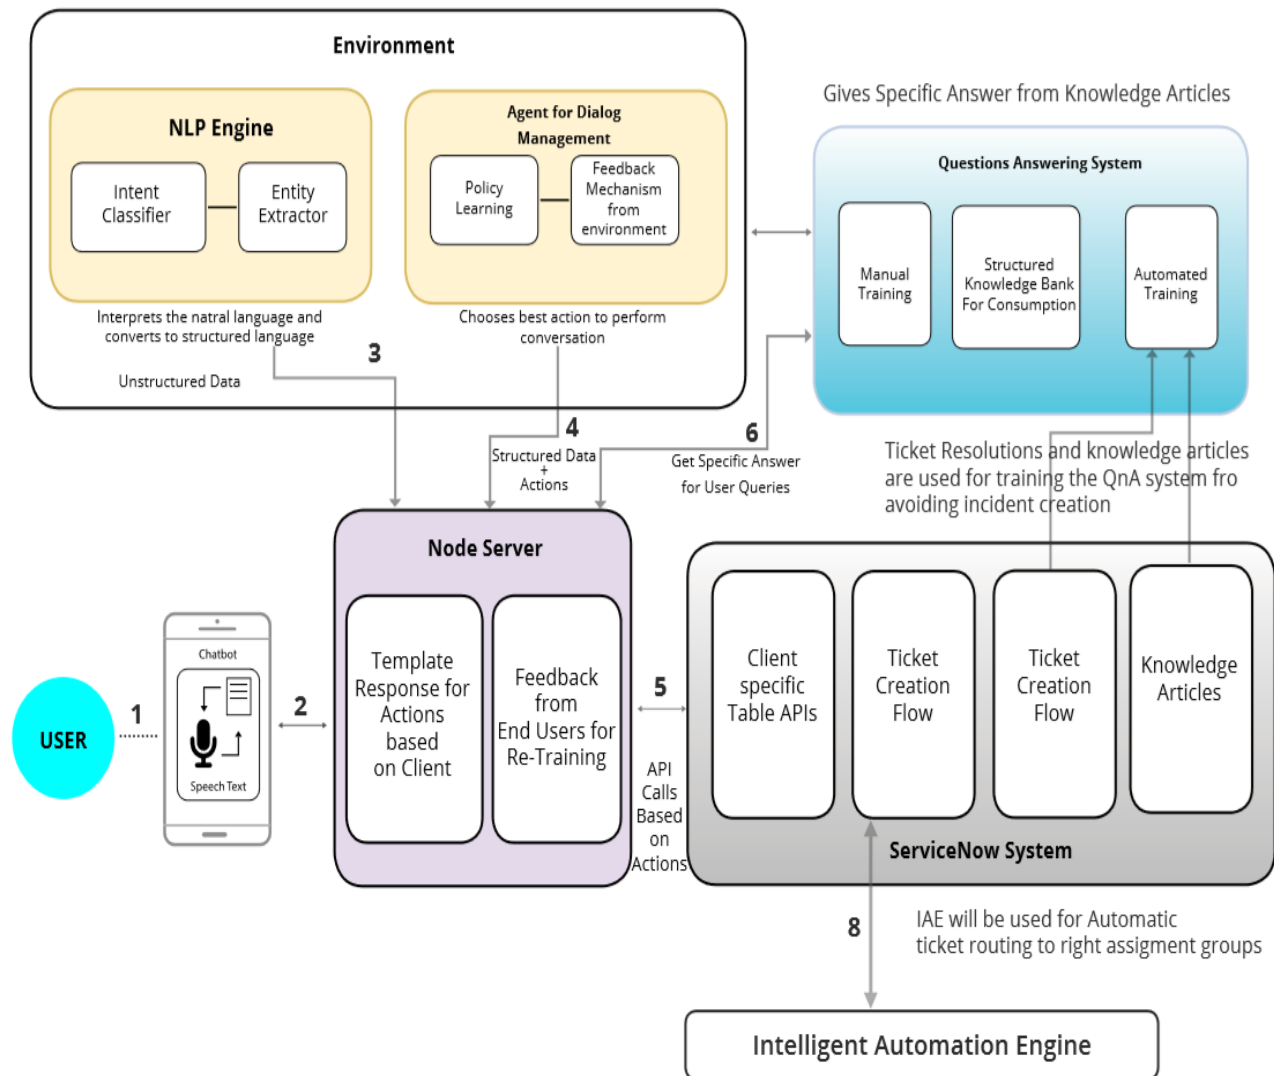 Environment
NLP Engine
Intent
Classifier
Entity
Extractor
Interprets the natral language and
converts to structured language
Unstructured Data
Agent for Dialog
Management
Policy
Learning
Feedback
Mechanism
from
environment
Chooses best action to perform
conversation
Gives Specific Answer from Knowledge Articles
Questions Answering System
Manual
Training
Structured
Knowledge Bank
For Consumption
Automated
Training
3
4
Structured Data
+
Actions
6
Get Specific Answer
for User Queries
Ticket Resolutions and knowledge articles
are used for training the QnA system fro
avoiding incident creation
USER
1
Chatbot
Speech Text
2
Node Server
Template
Response for
Actions
based
on Client
Feedback
from
End Users for
Re-Training
5
API
Calls
Based
on
Actions
Client
specific
Table APIs
Ticket
Creation
Flow
Ticket
Creation
Flow
Knowledge
Articles
ServiceNow System
8
IAE will be used for Automatic
ticket routing to right assigment groups
Intelligent Automation Engine